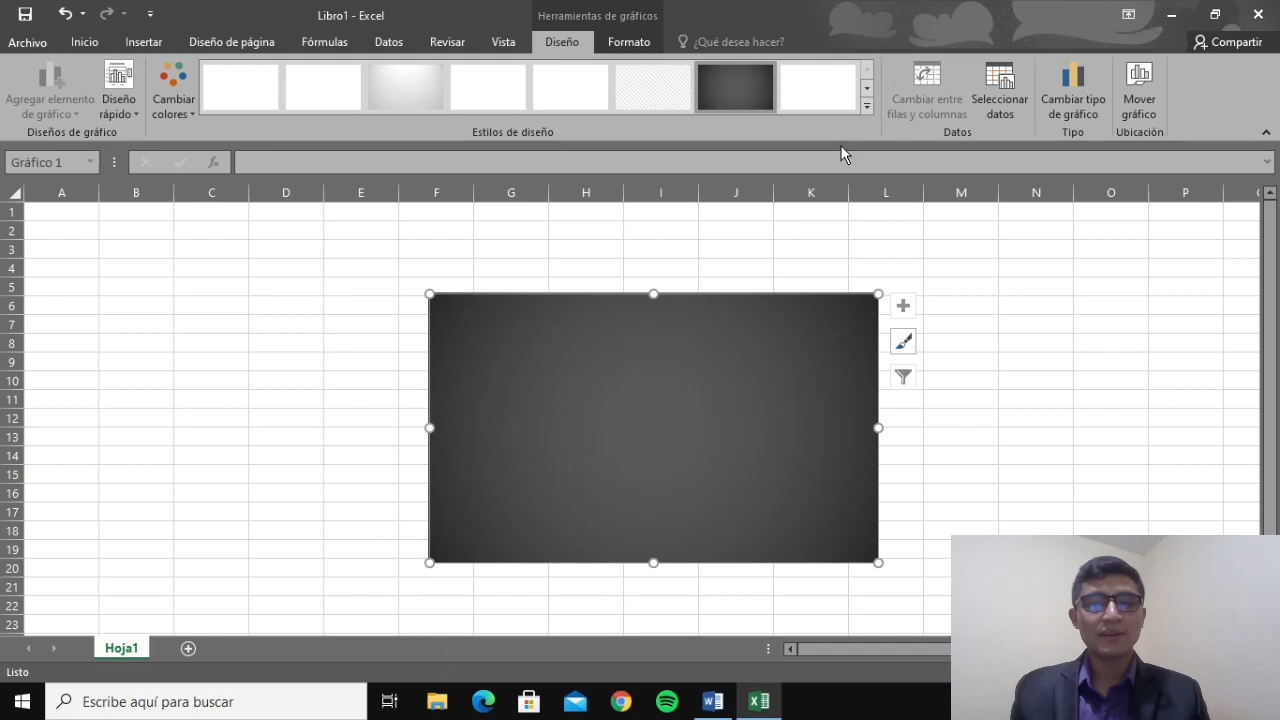 Libro1 - Excel
Herramientas de gráficos
Archivo
Inicio
Insertar
Diseño de página
Fórmulas
Datos
Revisar
Vista
Diseño
Formato
¿Qué desea hacer?
Compartir
Agregar elemento
de gráfico
Diseño
rápido
Cambiar
colores
Cambiar entre
filas y columnas
Seleccionar
datos
Cambiar tipo
de gráfico
Mover
gráfico
Diseños de gráfico
Estilos de diseño
Datos
Tipo
Ubicación
Gráfico 1
fx
A B C D E F G H I J K L M N O P
1
2
3
4
5
6
7
8
9
10
11
12
13
14
15
16
17
18
19
20
21
22
23
Hoja1
Listo
Escribe aquí para buscar